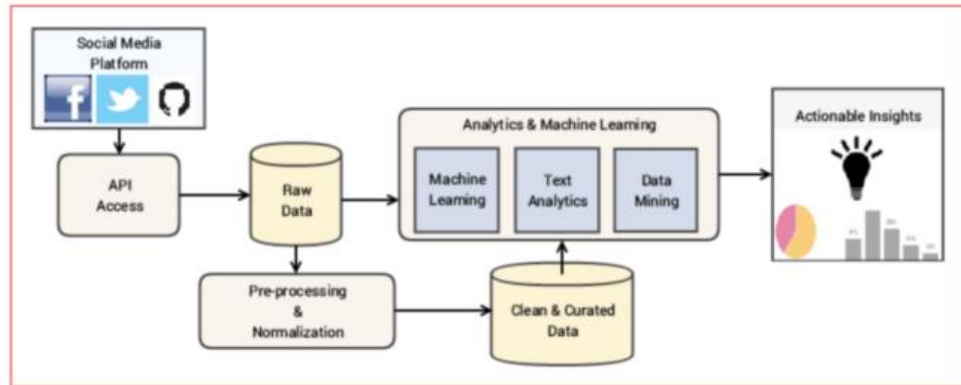 Social Media
Platform
API
Access
Raw
Data
Pre-processing
&
Normalization
Clean & Curated
Data
Analytics & Machine Learning
Machine
Learning
Text
Analytics
Data
Mining
Actionable Insights